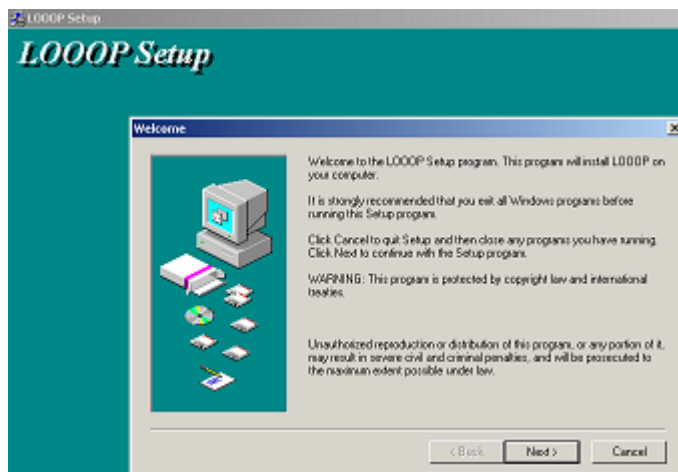 LOOOP Setup
LOOOP Setup
Welcome
Welcome to the LOOOP Setup program. This program will install LOOOP on
your computer.
It is strongly recommended that you exit all Windows programs before
running this Setup program.
Click Cancel to quit Setup and then close any programs you have running.
Click Next to continue with the Setup program.
WARNING: This program is protected by copyright law and international
treaties.
Unauthorized reproduction or distribution of this program, or any portion of it,
may result in severe civil and criminal penalties, and will be prosecuted to
the maximum extent possible under law.
< Back
Next >
Cancel